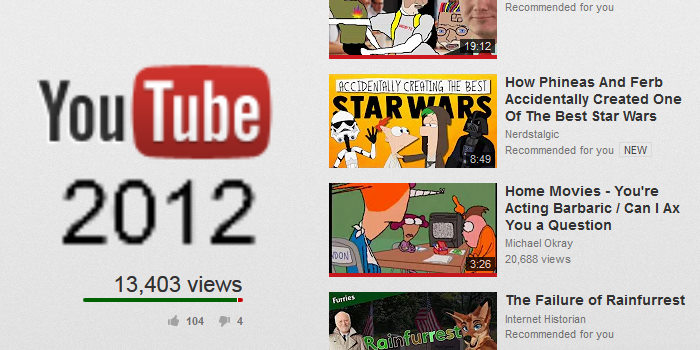 YouTube
2012
13,403 views
104 4
Recommended for you
19:12
ACCIDENTALLY CREATING THE BEST
STAR WARS
8:49
How Phineas And Ferb
Accidentally Created One
Of The Best Star Wars
Nerdstalgic
Recommended for you NEW
DON
3:26
Home Movies - You're
Acting Barbaric / Can I Ax
You a Question
Michael Okray
20,688 views
Furries
Rainfurrest
The Failure of Rainfurrest
Internet Historian
Recommended for you